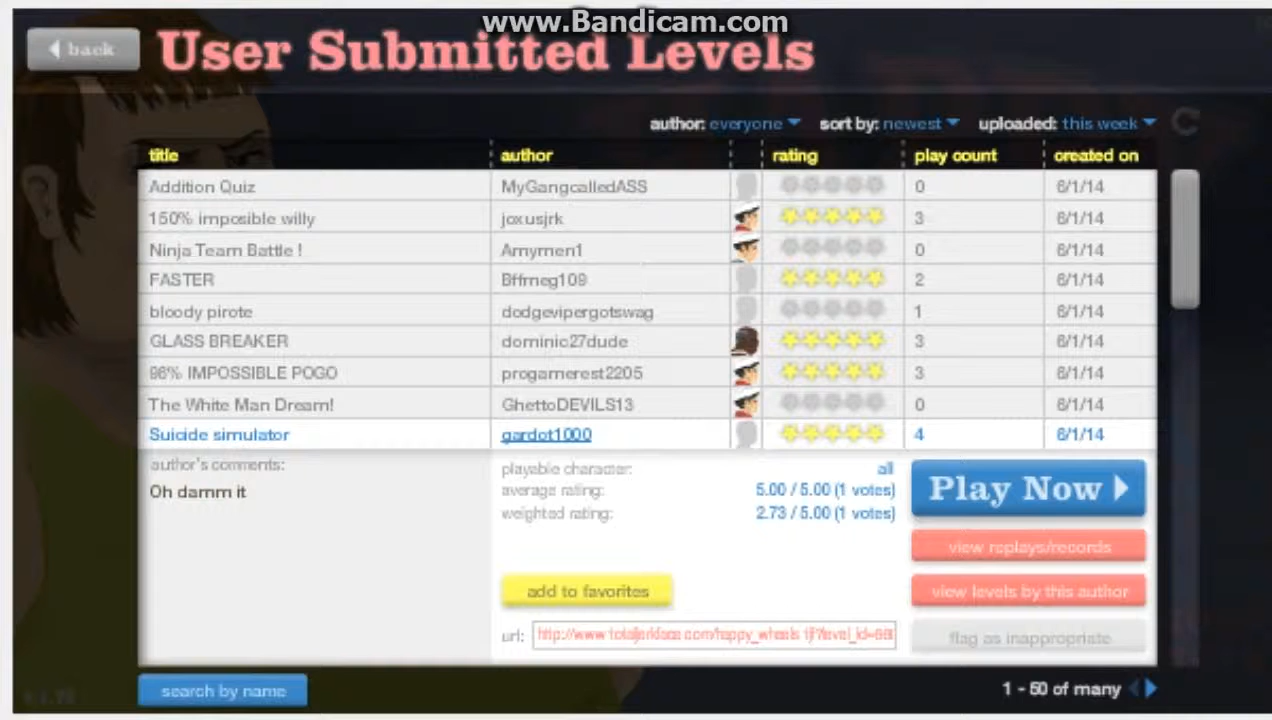 www.Bandicam.com
back
User Submitted Levels
author: everyone sort by: newest uploaded: this week
title author rating play count created on
Addition Quiz MyGangcalledASS 0 6/1/14
150% imposible willy joxusjrk 3 6/1/14
Ninja Team Battle ! Amymen1 0 6/1/14
FASTER Bffmeg109 2 6/1/14
bloody pirote dodgevipergotswag 1 6/1/14
GLASS BREAKER dominic27dude 3 6/1/14
96% IMPOSSIBLE POGO progamerest2205 3 6/1/14
The White Man Dream! GhettoDEVILS13 0 6/1/14
Suicide simulator gardot1000 4 6/1/14
author's comments:
Oh damm it
playable character: all
average rating: 5.00 / 5.00 (1 votes)
weighted rating: 2.73 / 5.00 (1 votes)
Play Now
view replays/records
add to favorites
view levels by this author
url:
flag as inappropriate
search by name
1 - 50 of many